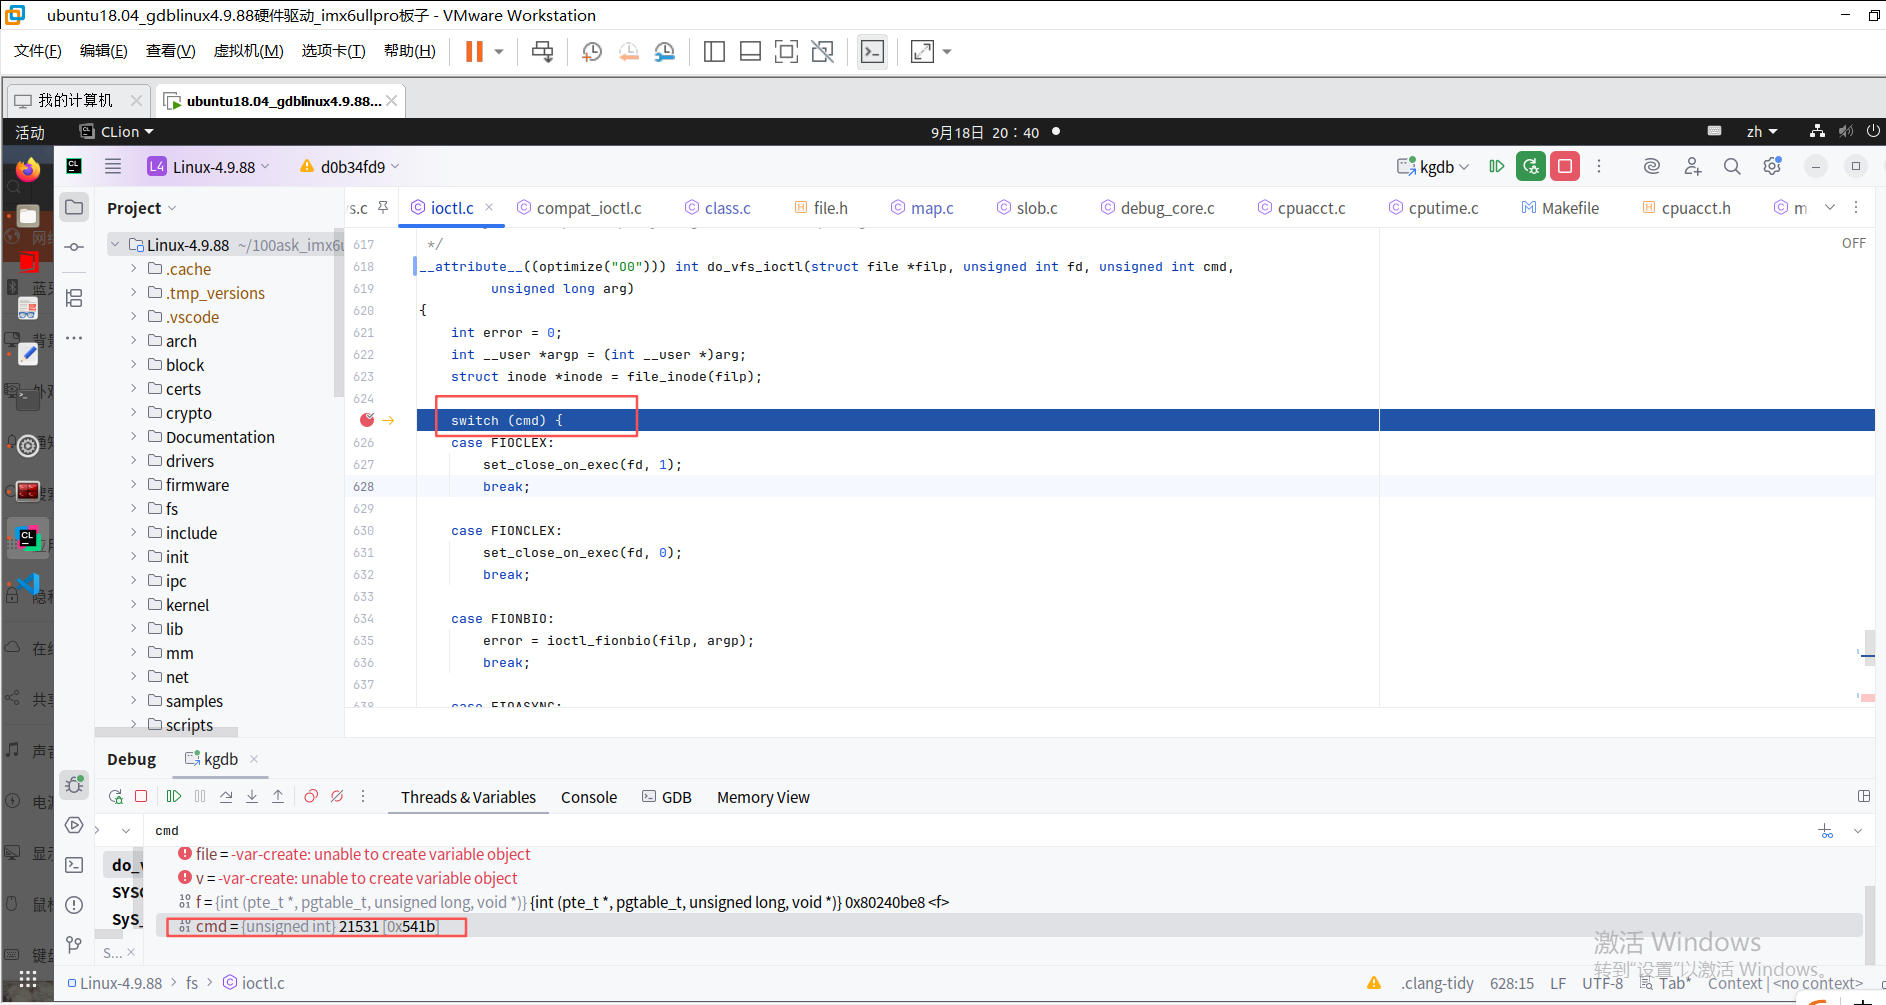 ubuntu18.04_gdblinux4.9.88硬件驱动_imx6ullpro板子 - VMware Workstation
文件(F) 编辑(E) 查看(V) 虚拟机(M) 选项卡(T) 帮助(H)
我的计算机 ubuntu18.04_gdblinux4.9.88...
活动 CLion 9月18日 20：40 zh
L4 Linux-4.9.88 d0b34fd9 kgdb
Project
/s.c ioctl.c compat_ioctl.c class.c file.h map.c slob.c debug_core.c cpuacct.c cputime.c Makefile cpuacct.h m
OFF
Linux-4.9.88 ~/100ask_imx6u
.cache
.tmp_versions
.vscode
arch
block
certs
crypto
Documentation
drivers
firmware
fs
include
init
ipc
kernel
lib
mm
net
samples
scripts
617 */
618 __attribute__((optimize("O0"))) int do_vfs_ioctl(struct file *filp, unsigned int fd, unsigned int cmd,
619 unsigned long arg)
620 {
621 int error = 0;
622 int __user *argp = (int __user *)arg;
623 struct inode *inode = file_inode(filp);
624
switch (cmd) {
626 case FIOCLEX:
627 set_close_on_exec(fd, 1);
628 break;
629
630 case FIONCLEX:
631 set_close_on_exec(fd, 0);
632 break;
633
634 case FIONBIO:
635 error = ioctl_fionbio(filp, argp);
636 break;
637
638 case FIOASYNC:
Debug kgdb
Threads & Variables Console GDB Memory View
cmd
do_v
SYSC
SyS_
S...
file = -var-create: unable to create variable object
v = -var-create: unable to create variable object
f = {int (pte_t *, pgtable_t, unsigned long, void *)} {int (pte_t *, pgtable_t, unsigned long, void *)} 0x80240be8 <f>
cmd = {unsigned int} 21531 [0x541b]
激活 Windows
转到“设置”以激活 Windows。
Linux-4.9.88 fs ioctl.c
.clang-tidy 628:15 LF UTF-8 Tab* Context: <no context>